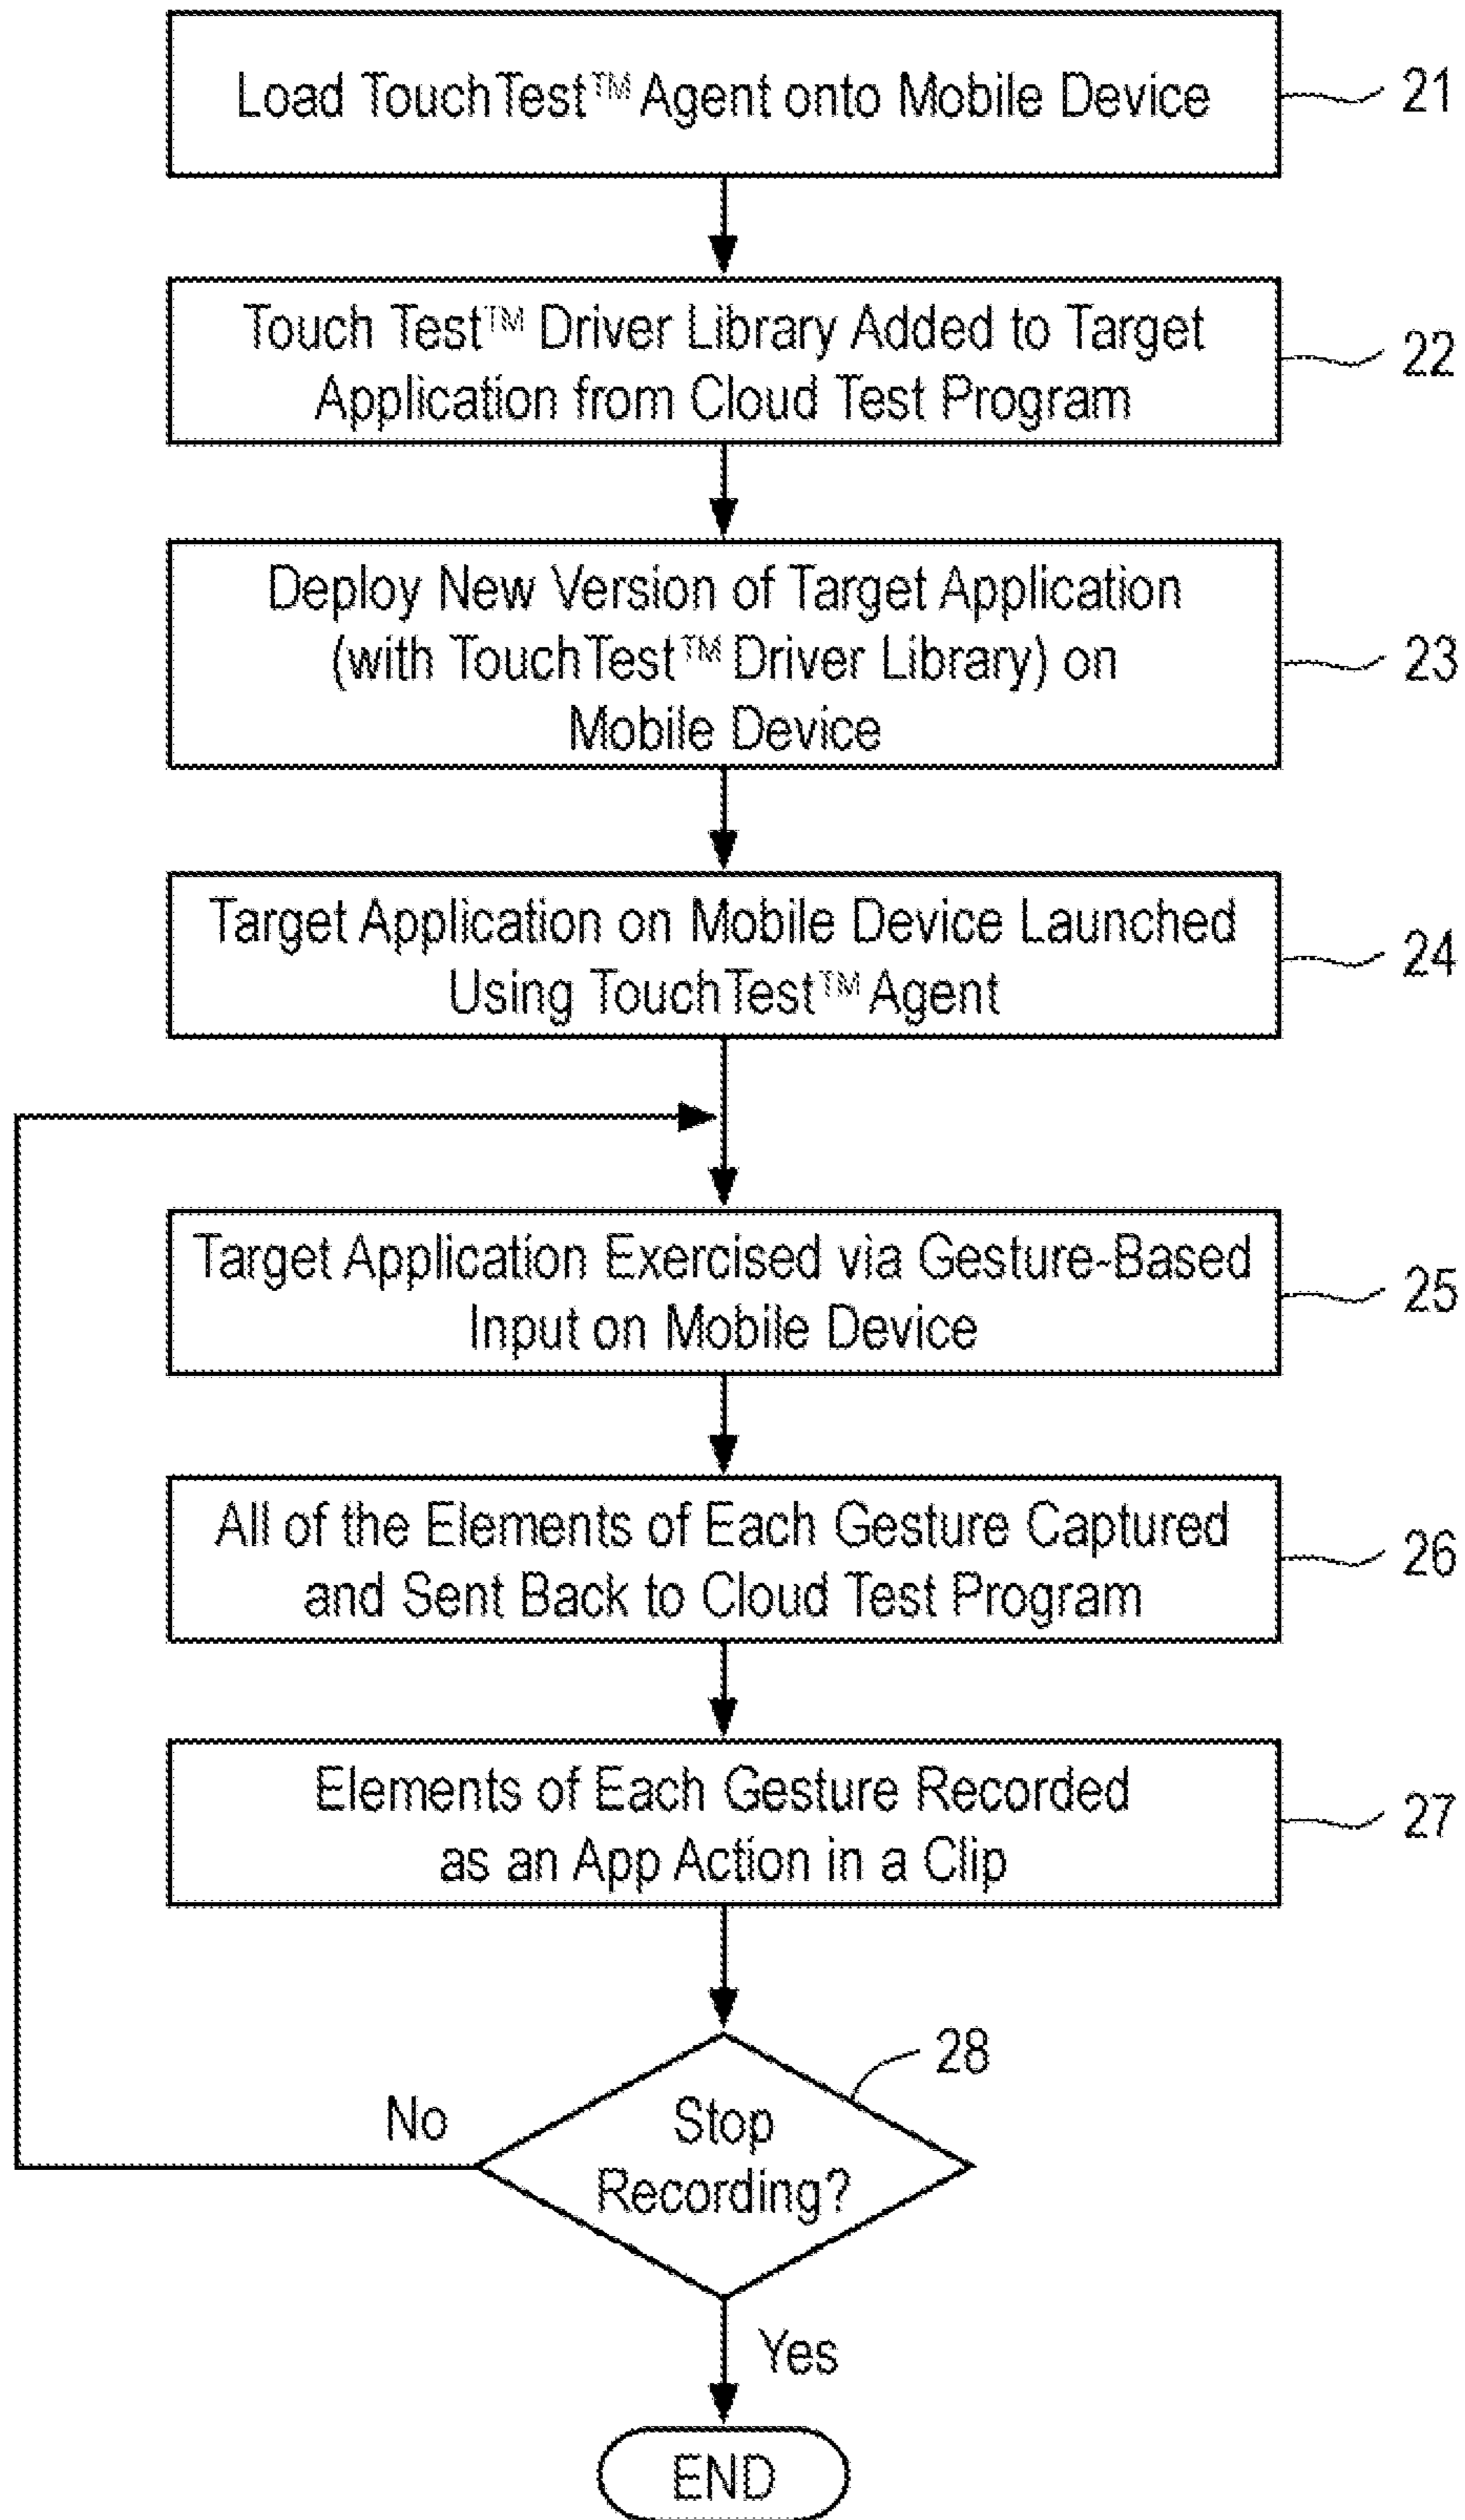 Load TouchTest™ Agent onto Mobile Device
21
Touch Test™ Driver Library Added to Target
Application from Cloud Test Program
22
Deploy New Version of Target Application
(with TouchTest™ Driver Library) on
Mobile Device
23
Target Application on Mobile Device Launched
Using TouchTest™ Agent
24
Target Application Exercised via Gesture-Based
Input on Mobile Device
25
All of the Elements of Each Gesture Captured
and Sent Back to Cloud Test Program
26
Elements of Each Gesture Recorded
as an App Action in a Clip
27
28
No
Stop
Recording?
Yes
END